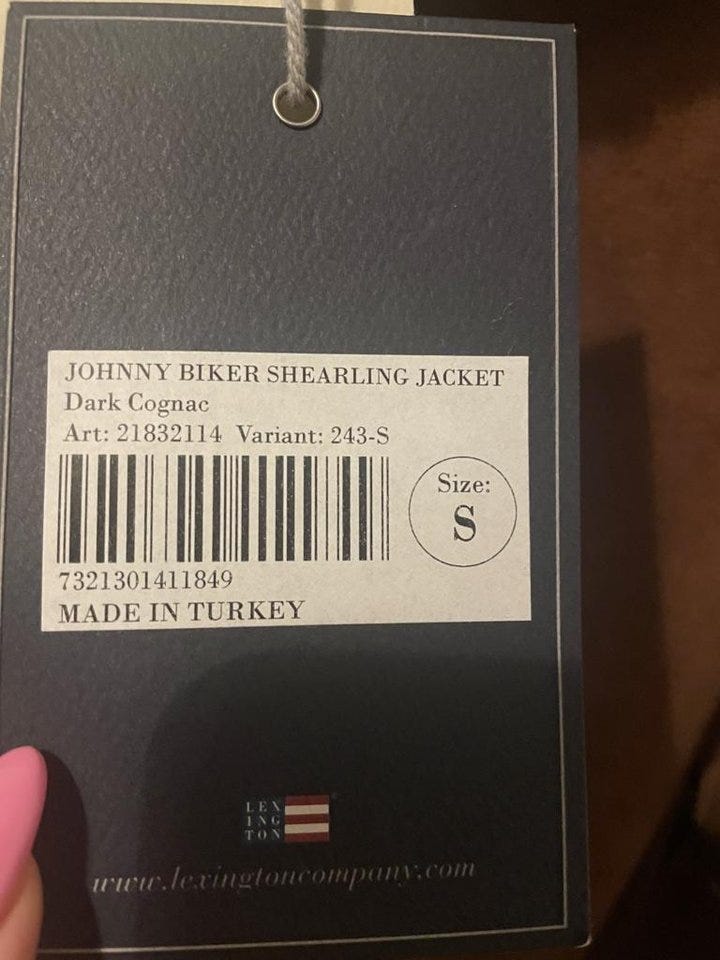 JOHNNY BIKER SHEARLING JACKET
Dark Cognac
Art: 21832114 Variant: 243-S
Size:
S
7321301411849
MADE IN TURKEY
LEX
ING
TON
www.lexingtoncompany.com